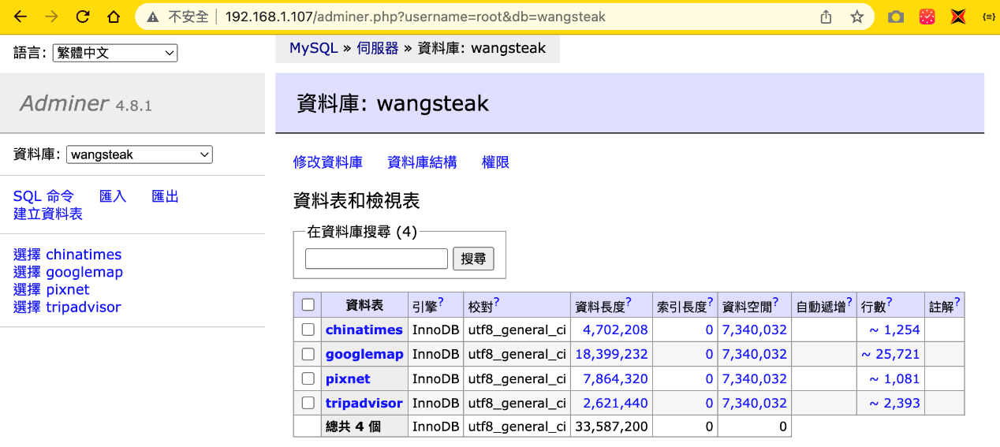 不安全 192.168.1.107/adminer.php?username=root&db=wangsteak
語言: 繁體中文
MySQL » 伺服器 » 資料庫: wangsteak
Adminer 4.8.1
資料庫: wangsteak
資料庫: wangsteak
SQL 命令 匯入 匯出
建立資料表
選擇 chinatimes
選擇 googlemap
選擇 pixnet
選擇 tripadvisor
修改資料庫 資料庫結構 權限
資料表和檢視表
在資料庫搜尋 (4)
搜尋
資料表 引擎? 校對? 資料長度? 索引長度? 資料空閒? 自動遞增? 行數? 註解?
chinatimes InnoDB utf8_general_ci 4,702,208 0 7,340,032 ~ 1,254
googlemap InnoDB utf8_general_ci 18,399,232 0 7,340,032 ~ 25,721
pixnet InnoDB utf8_general_ci 7,864,320 0 7,340,032 ~ 1,081
tripadvisor InnoDB utf8_general_ci 2,621,440 0 7,340,032 ~ 2,393
總共 4 個 InnoDB utf8_general_ci 33,587,200 0 0